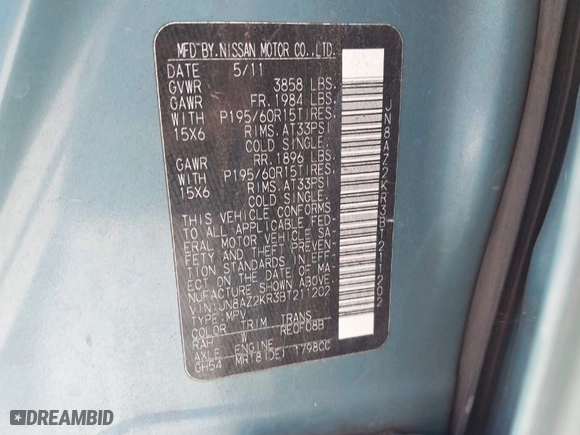 MFD BY. NISSAN MOTOR CO., LTD.
DATE 5/11
GVWR 3858 LBS.
GAWR FR. 1984 LBS.
WITH P195/60R15TIRES.
15X6 RIMS. AT33PSI
COLD SINGLE.
GAWR RR. 1896 LBS.
WITH P195/60R15TIRES.
15X6 RIMS. AT33PSI
COLD SINGLE.
THIS VEHICLE CONFORMS
TO ALL APPLICABLE FED-
ERAL MOTOR VEHICLE SA-
FETY AND THEFT PREVEN-
TION STANDARDS IN EFF-
ECT ON THE DATE OF MA-
NUFACTURE SHOWN ABOVE.
VIN:JN8AZ2KR3BT211202
TYPE:MPV
COLOR TRIM TRANS
RAF W RE0F08B
AXLE ENGINE
GH54 MR18(DE) 1798CC
JN8AZ2KR3BT211202
DREAMBID